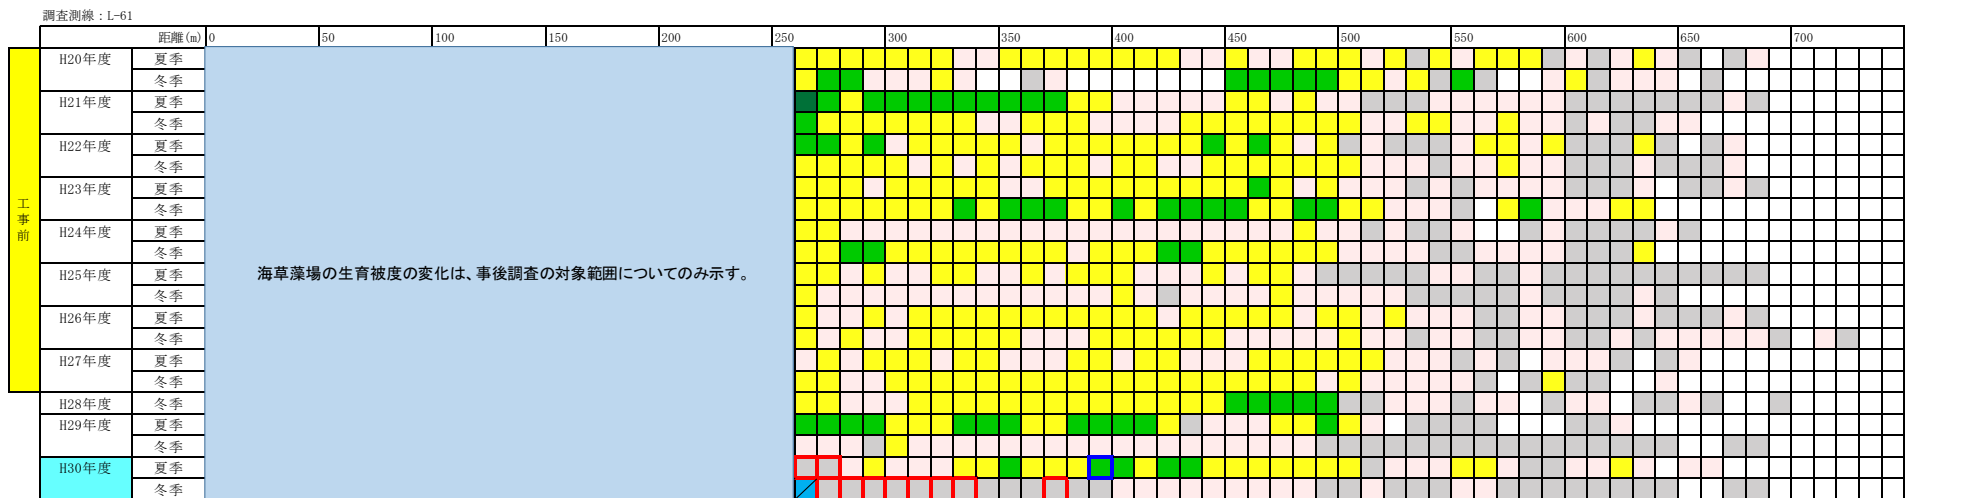 調査測線：L-61
距離(m) 0 50 100 150 200 250 300 350 400 450 500 550 600 650 700
工事前
H20年度 夏季
冬季
H21年度 夏季
冬季
H22年度 夏季
冬季
H23年度 夏季
冬季
H24年度 夏季
冬季
H25年度 夏季
冬季
H26年度 夏季
冬季
H27年度 夏季
冬季
H28年度 冬季
H29年度 夏季
冬季
H30年度 夏季
冬季
海草藻場の生育被度の変化は、事後調査の対象範囲についてのみ示す。